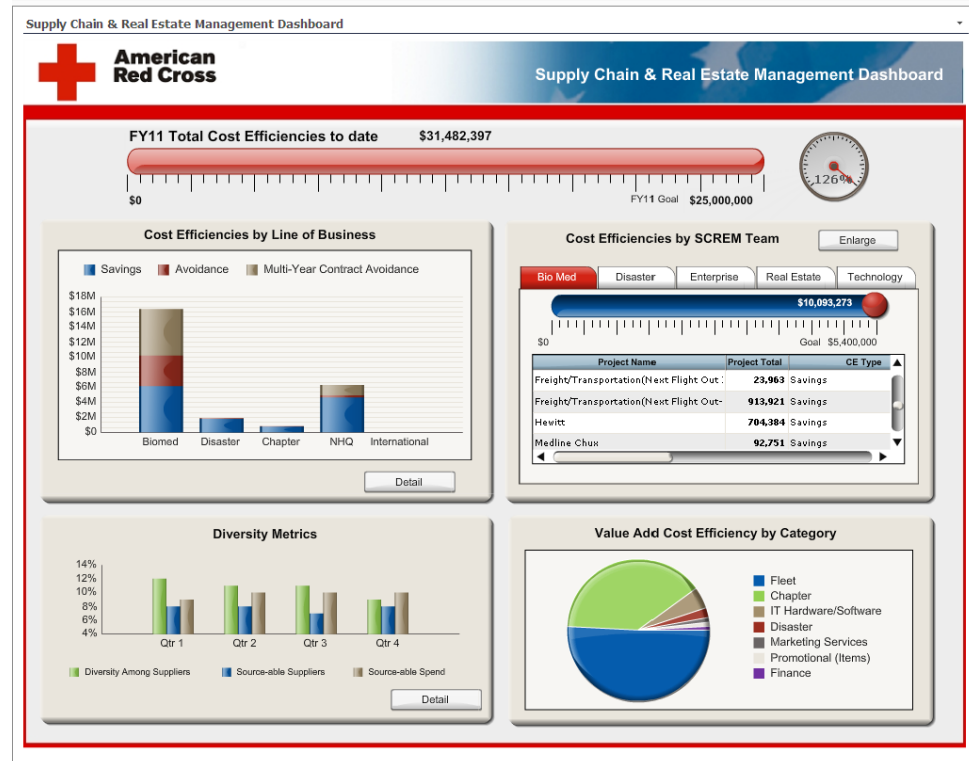 Supply Chain & Real Estate Management Dashboard
American
Red Cross
Supply Chain & Real Estate Management Dashboard
FY11 Total Cost Efficiencies to date $31,482,397
126%
$0 FY11 Goal $25,000,000
Cost Efficiencies by Line of Business
Savings Avoidance Multi-Year Contract Avoidance
$18M
$16M
$14M
$12M
$10M
$8M
$6M
$4M
$2M
$0
Biomed Disaster Chapter NHQ International
Detail
Cost Efficiencies by SCREM Team
Enlarge
Bio Med Disaster Enterprise Real Estate Technology
$10,093,273
$0 Goal $5,400,000
Project Name Project Total CE Type
Freight/Transportation(Next Flight Out 23,963 Savings
Freight/Transportation(Next Flight Out- 913,921 Savings
Hewitt 704,384 Savings
Medline Chux 92,751 Savings
Diversity Metrics
14%
12%
10%
8%
6%
4%
Qtr 1 Qtr 2 Qtr 3 Qtr 4
Diversity Among Suppliers Source-able Suppliers Source-able Spend
Detail
Value Add Cost Efficiency by Category
Fleet
Chapter
IT Hardware/Software
Disaster
Marketing Services
Promotional (Items)
Finance